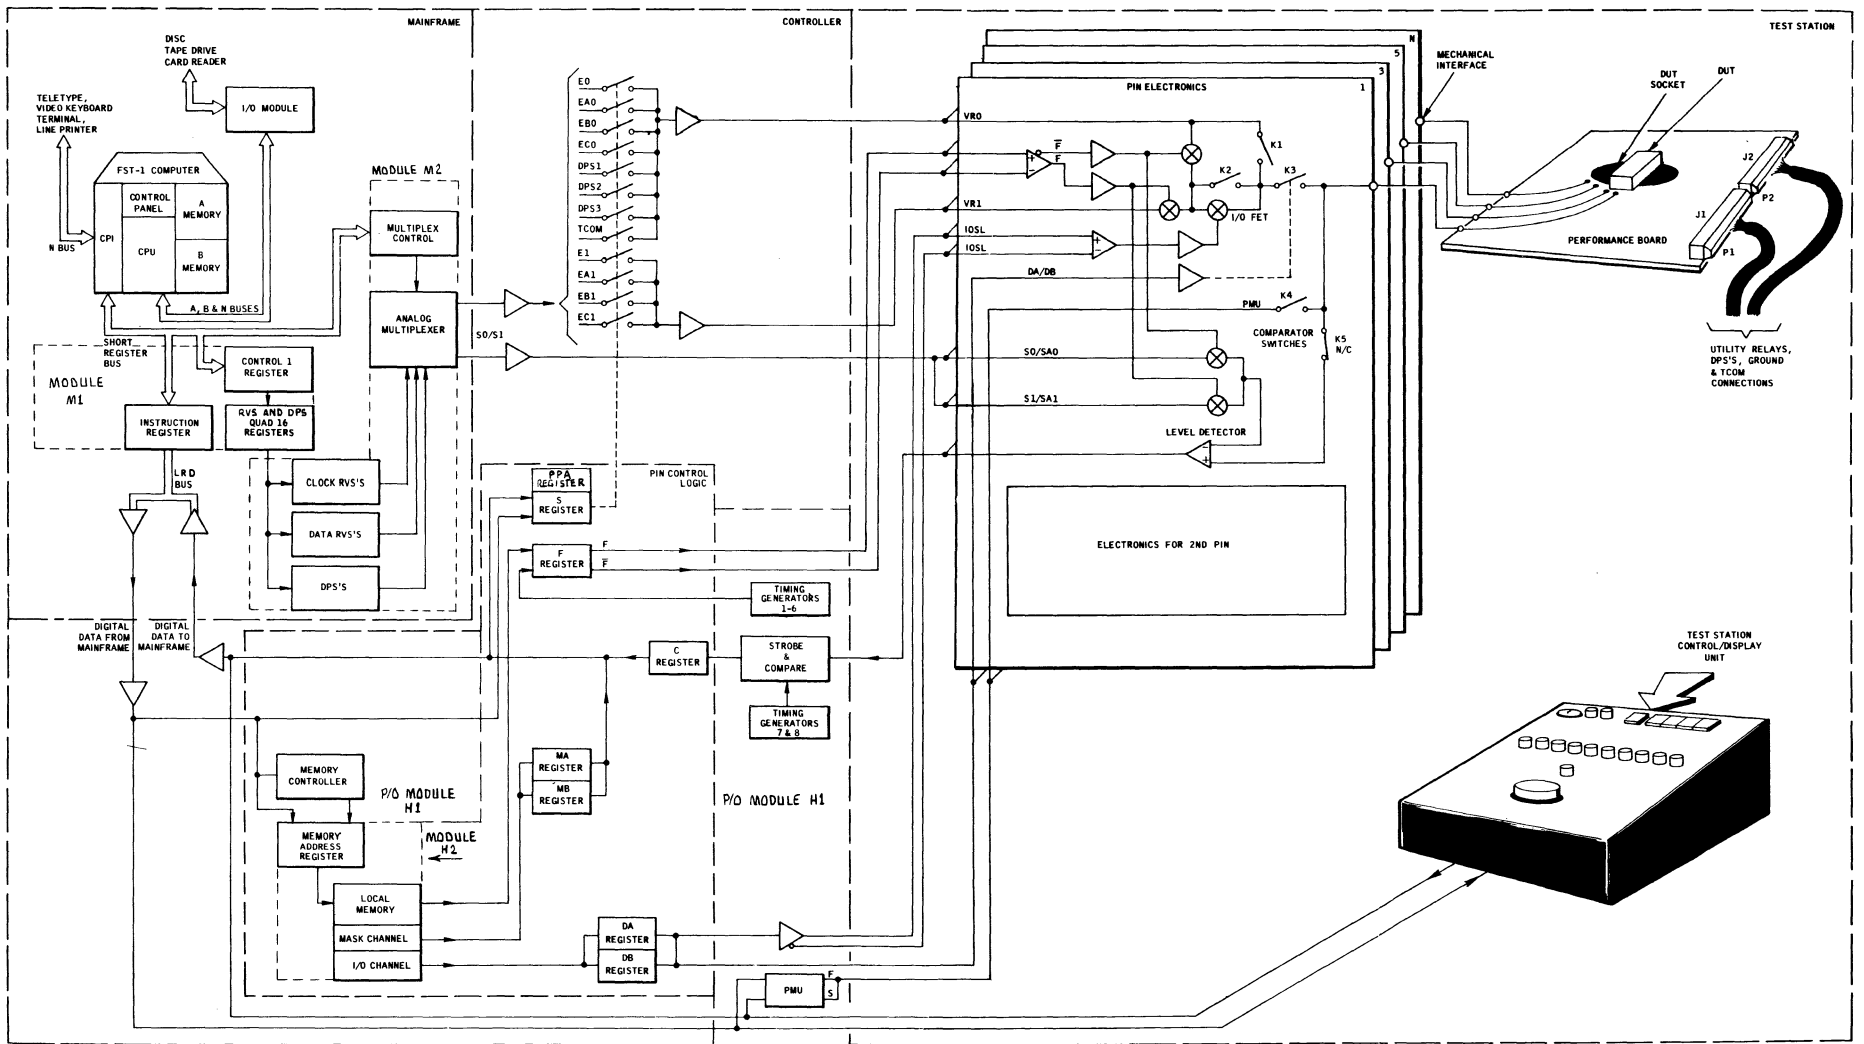 MAINFRAME
CONTROLLER
TEST STATION
DISC
TAPE DRIVE
CARD READER
TELETYPE,
VIDEO KEYBOARD
TERMINAL,
LINE PRINTER
I/O MODULE
FST-1 COMPUTER
CONTROL
PANEL
A
MEMORY
CPI
CPU
B
MEMORY
N BUS
A, B & N BUSES
MODULE M2
MULTIPLEX
CONTROL
ANALOG
MULTIPLEXER
S0/S1
SHORT
REGISTER
BUS
MODULE
M1
CONTROL 1
REGISTER
INSTRUCTION
REGISTER
RVS AND DPS
QUAD 16
REGISTERS
LRD
BUS
CLOCK RVS'S
DATA RVS'S
DPS'S
DIGITAL
DATA FROM
MAINFRAME
DIGITAL
DATA TO
MAINFRAME
E0
EA0
EB0
EC0
DPS1
DPS2
DPS3
TCOM
E1
EA1
EB1
EC1
PPA
REGISTER
S
REGISTER
PIN CONTROL
LOGIC
F
REGISTER
F
F̅
TIMING
GENERATORS
1-6
C
REGISTER
STROBE
&
COMPARE
TIMING
GENERATORS
7 & 8
MEMORY
CONTROLLER
P/O MODULE
H1
MEMORY
ADDRESS
REGISTER
MODULE
H2
MA
REGISTER
MB
REGISTER
P/O MODULE H1
LOCAL
MEMORY
MASK CHANNEL
I/O CHANNEL
DA
REGISTER
DB
REGISTER
PMU
F
S
N
5
3
1
PIN ELECTRONICS
VR0
F̅
F
K1
K2
K3
VR1
I/O FET
IOSL
IOSL
DA/DB
PMU
K4
COMPARATOR
SWITCHES
K5
N/C
S0/SA0
S1/SA1
LEVEL DETECTOR
ELECTRONICS FOR 2ND PIN
MECHANICAL
INTERFACE
DUT
SOCKET
DUT
J2
P2
J1
P1
PERFORMANCE BOARD
UTILITY RELAYS,
DPS'S, GROUND
& TCOM
CONNECTIONS
TEST STATION
CONTROL/DISPLAY
UNIT